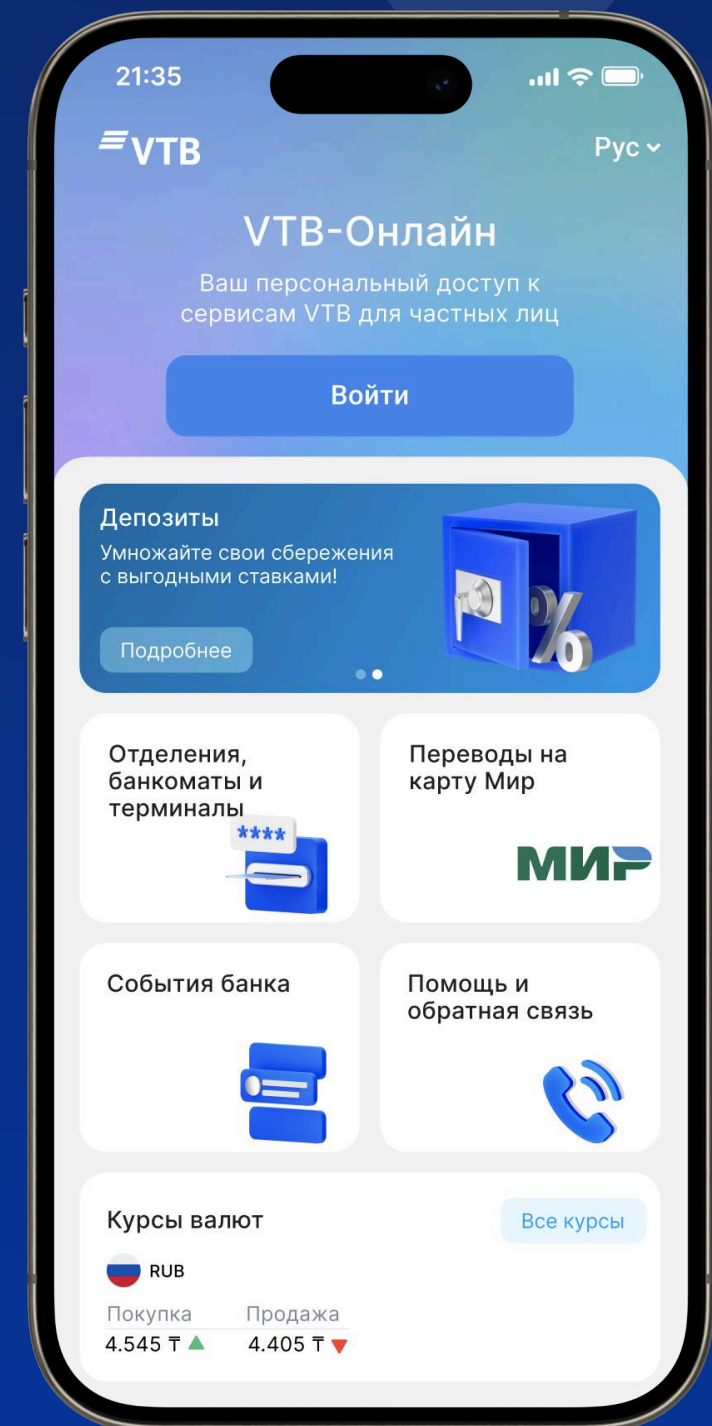 21:35
VTB
Рус
VTB-Онлайн
Ваш персональный доступ к
сервисам VTB для частных лиц
Войти
Депозиты
Умножайте свои сбережения
с выгодными ставками!
Подробнее
%
Отделения,
банкоматы и
терминалы
****
Переводы на
карту Мир
МИР
События банка
Помощь и
обратная связь
Курсы валют
Все курсы
RUB
Покупка Продажа
4.545 ₸ 4.405 ₸